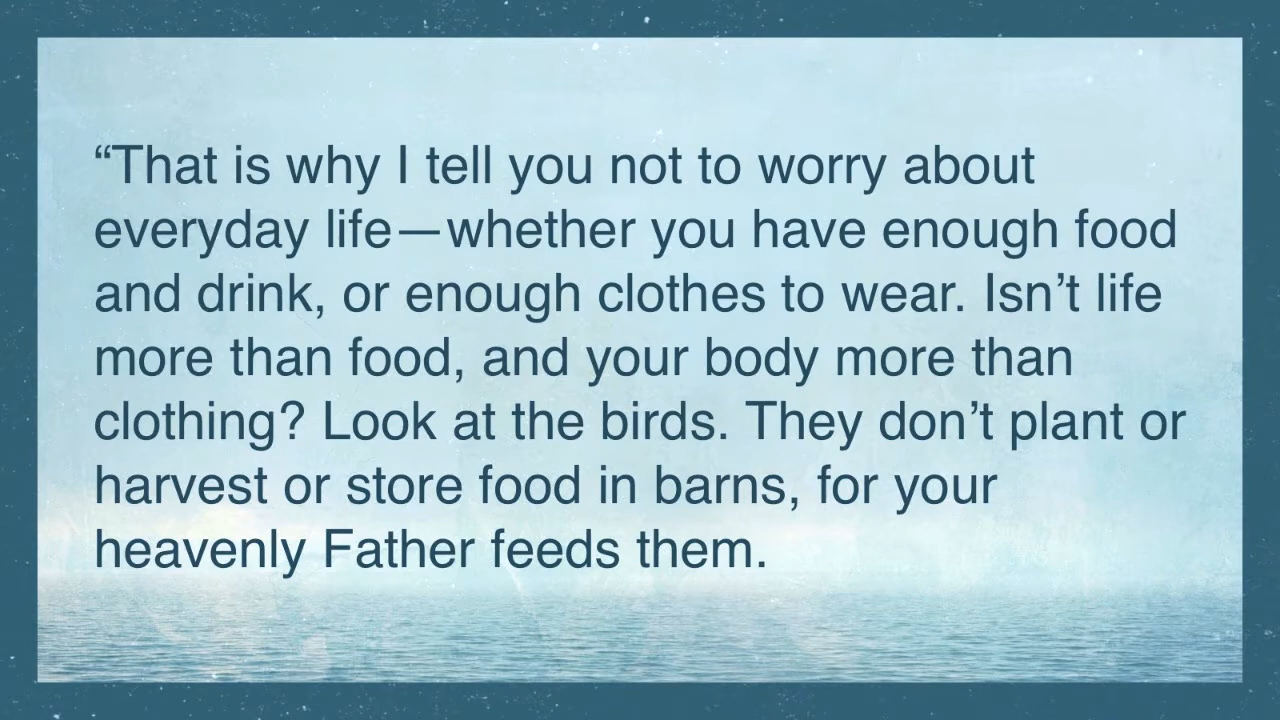 “That is why I tell you not to worry about
everyday life—whether you have enough food
and drink, or enough clothes to wear. Isn’t life
more than food, and your body more than
clothing? Look at the birds. They don’t plant or
harvest or store food in barns, for your
heavenly Father feeds them.